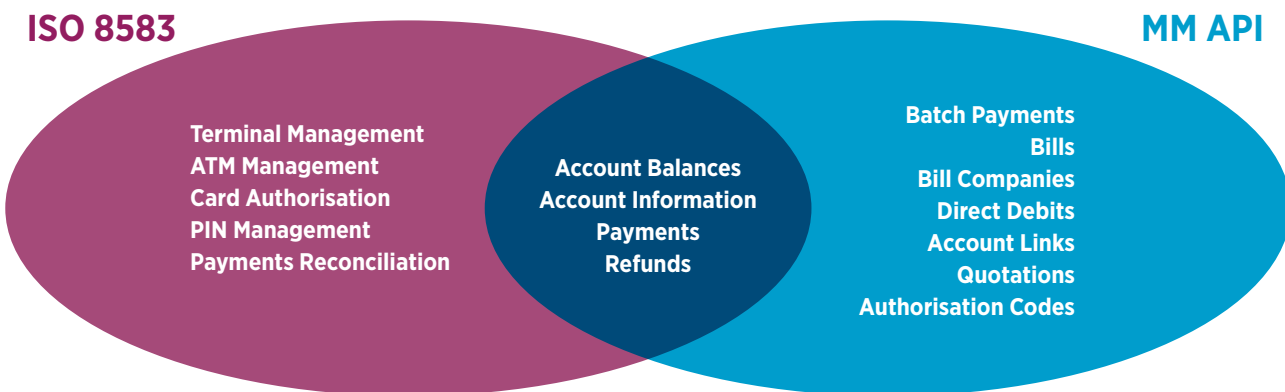 ISO 8583
MM API
Terminal Management
ATM Management
Card Authorisation
PIN Management
Payments Reconciliation
Account Balances
Account Information
Payments
Refunds
Batch Payments
Bills
Bill Companies
Direct Debits
Account Links
Quotations
Authorisation Codes